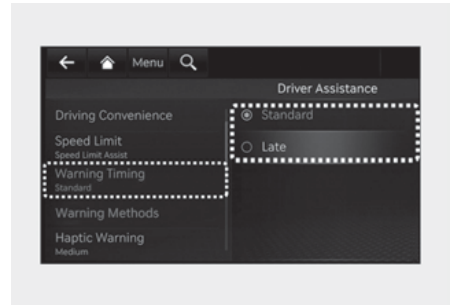 Menu
Driver Assistance
Driving Convenience
Speed Limit
Speed Limit Assist
Warning Timing
Standard
Warning Methods
Haptic Warning
Medium
Standard
Late